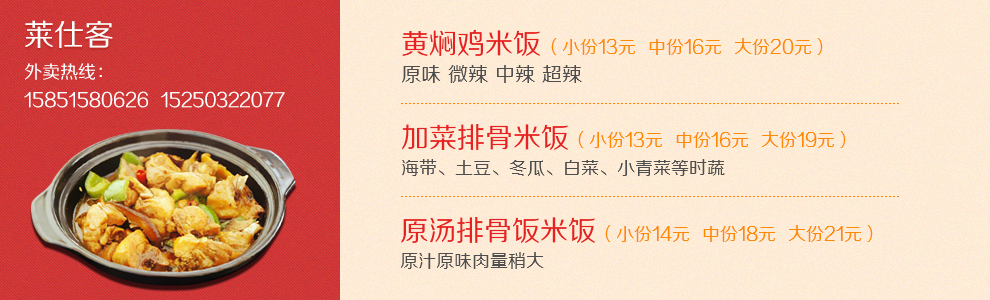 莱仕客
外卖热线：
15851580626 15250322077
黄焖鸡米饭（小份13元 中份16元 大份20元）
原味 微辣 中辣 超辣
加菜排骨米饭（小份13元 中份16元 大份19元）
海带、土豆、冬瓜、白菜、小青菜等时蔬
原汤排骨饭米饭（小份14元 中份18元 大份21元）
原汁原味肉量稍大